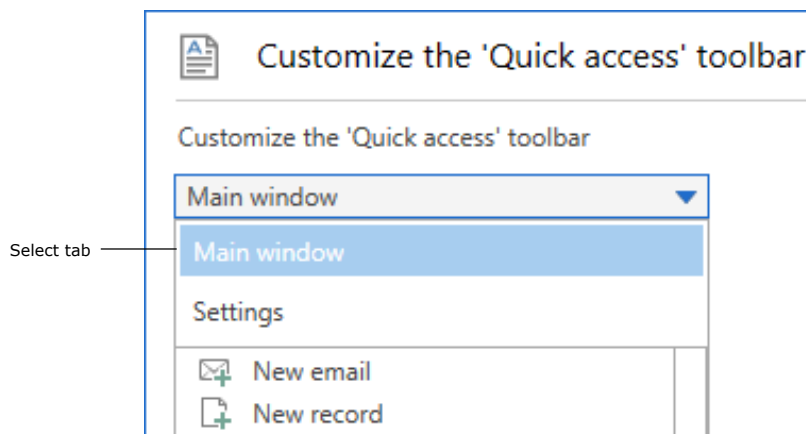 Customize the 'Quick access' toolbar
Customize the 'Quick access' toolbar
Main window
Select tab
Main window
Settings
New email
New record